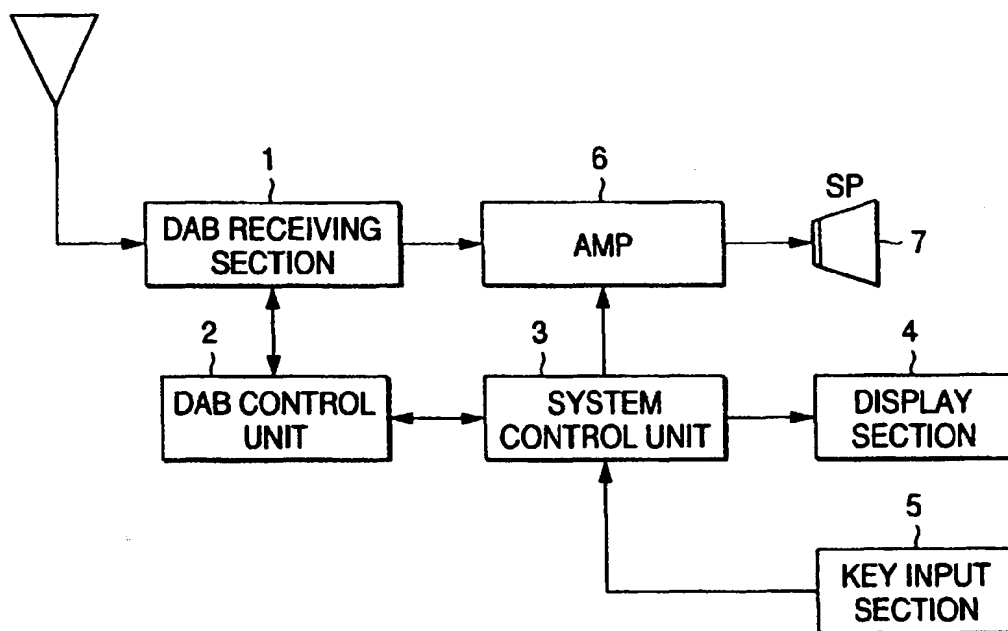 1
DAB RECEIVING
SECTION
6
AMP
SP
7
2
DAB CONTROL
UNIT
3
SYSTEM
CONTROL UNIT
4
DISPLAY
SECTION
5
KEY INPUT
SECTION